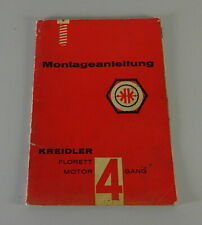 Montageanleitung
KREIDLER
FLORETT
MOTOR 4 GANG